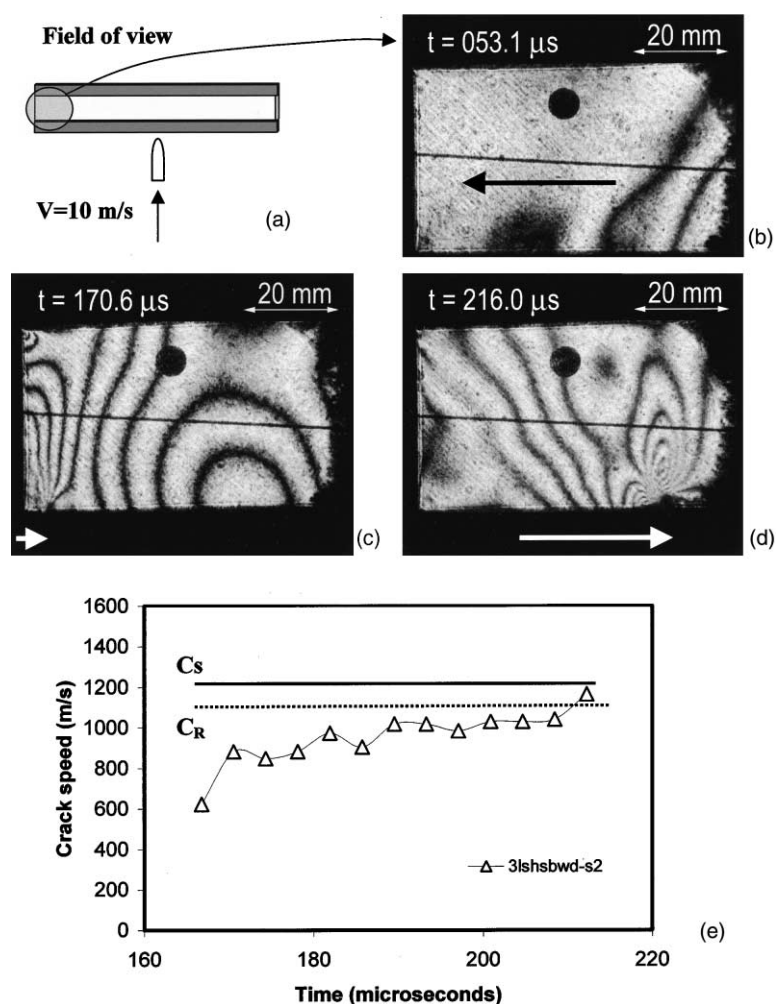 Field of view
V=10 m/s
(a)
t = 053.1 μs
20 mm
(b)
t = 170.6 μs
20 mm
(c)
t = 216.0 μs
20 mm
(d)
1600
1400
1200
1000
800
600
400
200
0
Crack speed (m/s)
Cs
CR
3lshsbwd-s2
160
180
200
220
Time (microseconds)
(e)